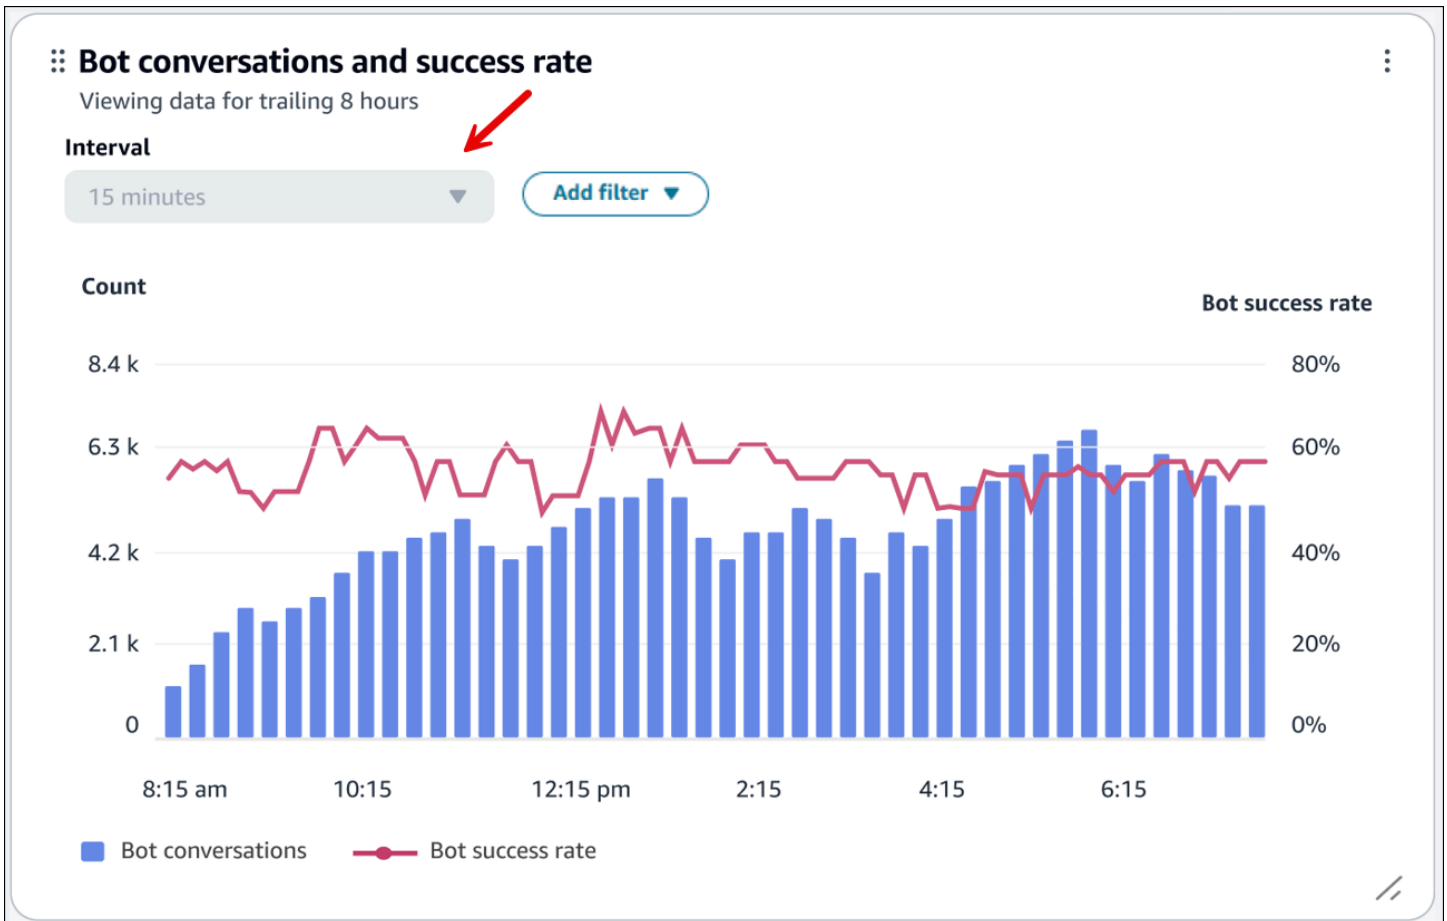 Bot conversations and success rate
Viewing data for trailing 8 hours
Interval
15 minutes
Add filter
Count
Bot success rate
8.4 k
80%
6.3 k
60%
4.2 k
40%
2.1 k
20%
0
0%
8:15 am 10:15 12:15 pm 2:15 4:15 6:15
Bot conversations Bot success rate